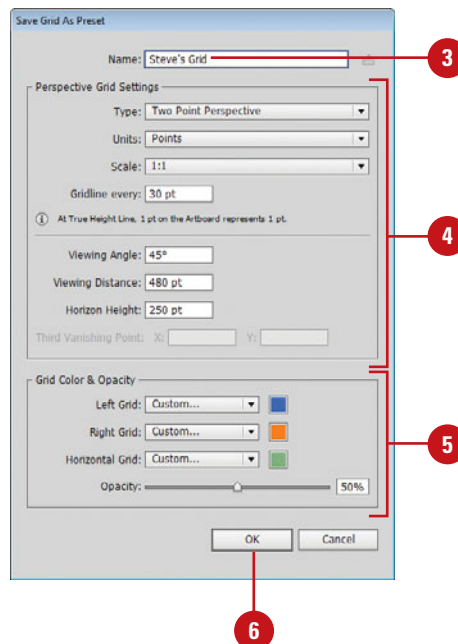 Save Grid As Preset
Name: Steve's Grid
3
Perspective Grid Settings
Type: Two Point Perspective
Units: Points
Scale: 1:1
Gridline every: 30 pt
At True Height Line, 1 pt on the Artboard represents 1 pt.
4
Viewing Angle: 45°
Viewing Distance: 480 pt
Horizon Height: 250 pt
Third Vanishing Point: X: Y:
Grid Color & Opacity
Left Grid: Custom...
Right Grid: Custom...
5
Horizontal Grid: Custom...
Opacity: 50%
OK Cancel
6